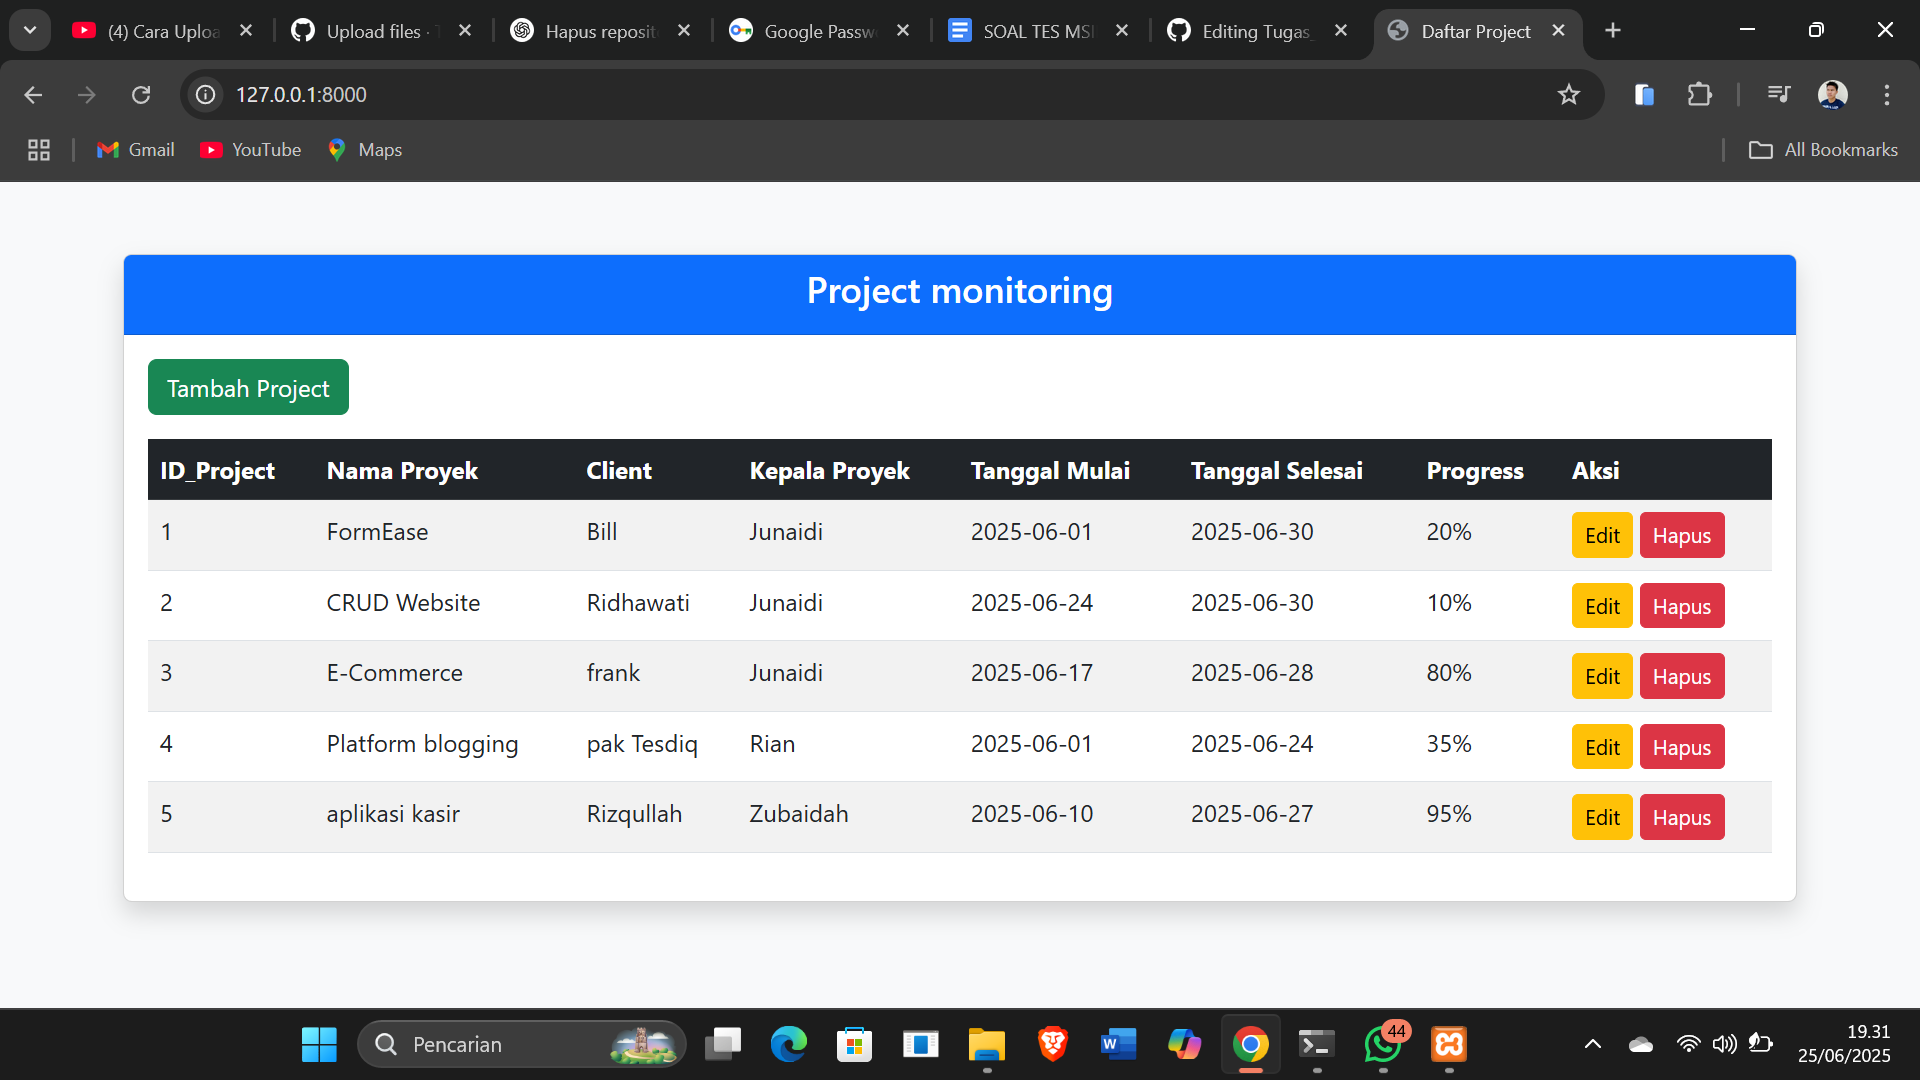 (4) Cara Uploa
Upload files ·
Hapus reposit
Google Passw
SOAL TES MSI
Editing Tugas_
Daftar Project
127.0.0.1:8000
Gmail
YouTube
Maps
All Bookmarks
Project monitoring
Tambah Project
ID_Project Nama Proyek Client Kepala Proyek Tanggal Mulai Tanggal Selesai Progress Aksi
1 FormEase Bill Junaidi 2025-06-01 2025-06-30 20% Edit Hapus
2 CRUD Website Ridhawati Junaidi 2025-06-24 2025-06-30 10% Edit Hapus
3 E-Commerce frank Junaidi 2025-06-17 2025-06-28 80% Edit Hapus
4 Platform blogging pak Tesdiq Rian 2025-06-01 2025-06-24 35% Edit Hapus
5 aplikasi kasir Rizqullah Zubaidah 2025-06-10 2025-06-27 95% Edit Hapus
Pencarian
44
19.31
25/06/2025